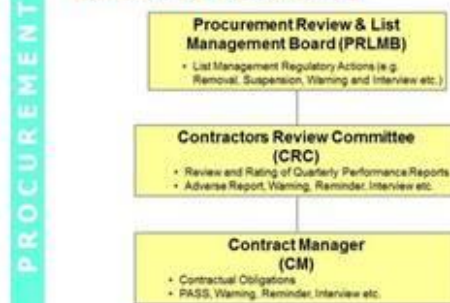 PROCUREMENT
Procurement Review & List
Management Board (PRLMB)
• List Management Regulatory Actions (e.g.
Removal, Suspension, Warning and Interview etc.)
Contractors Review Committee
(CRC)
• Review and Rating of Quarterly Performance Reports
• Adverse Report, Warning, Reminder, Interview etc.
Contract Manager
(CM)
• Contractual Obligations
• PASS, Warning, Reminder, Interview etc.